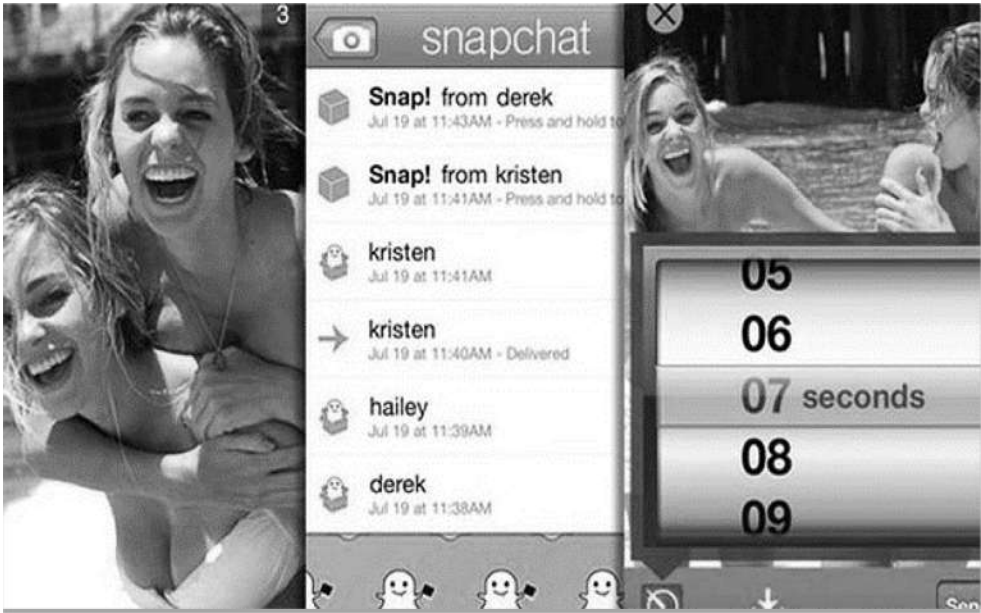 3
snapchat
Snap! from derek
Jul 19 at 11:43AM - Press and hold to
Snap! from kristen
Jul 19 at 11:41AM - Press and hold to
kristen
Jul 19 at 11:41AM
kristen
Jul 19 at 11:40AM - Delivered
hailey
Jul 19 at 11:39AM
derek
Jul 19 at 11:38AM
05
06
07 seconds
08
09